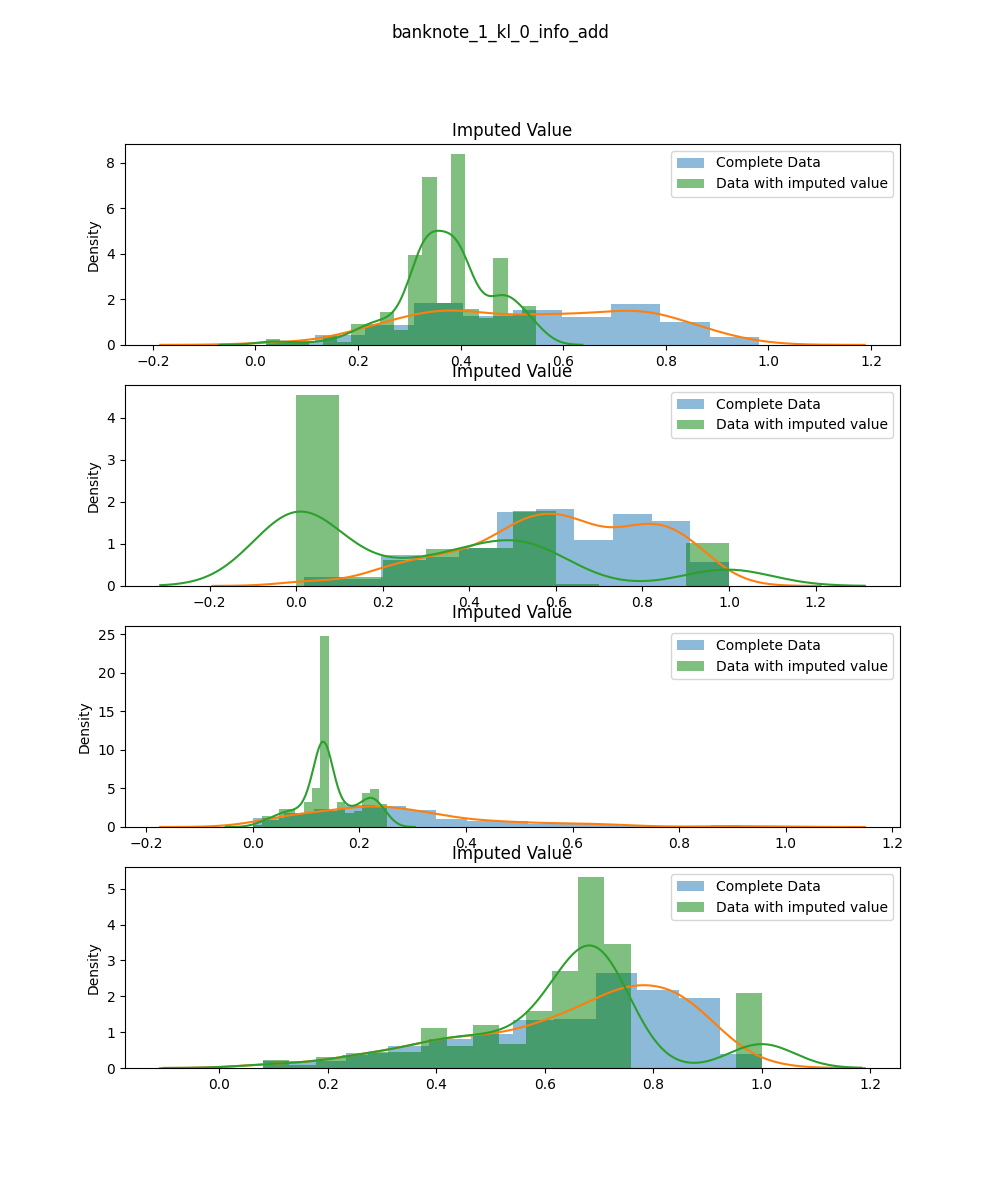 banknote_1_kl_0_info_add
Imputed Value
Complete Data
Data with imputed value
Density
8
6
4
2
0
−0.2 0.0 0.2 0.4 0.6 0.8 1.0 1.2
Imputed Value
Complete Data
Data with imputed value
Density
4
3
2
1
0
−0.2 0.0 0.2 0.4 0.6 0.8 1.0 1.2
Imputed Value
Complete Data
Data with imputed value
Density
25
20
15
10
5
0
−0.2 0.0 0.2 0.4 0.6 0.8 1.0 1.2
Imputed Value
Complete Data
Data with imputed value
Density
5
4
3
2
1
0
0.0 0.2 0.4 0.6 0.8 1.0 1.2